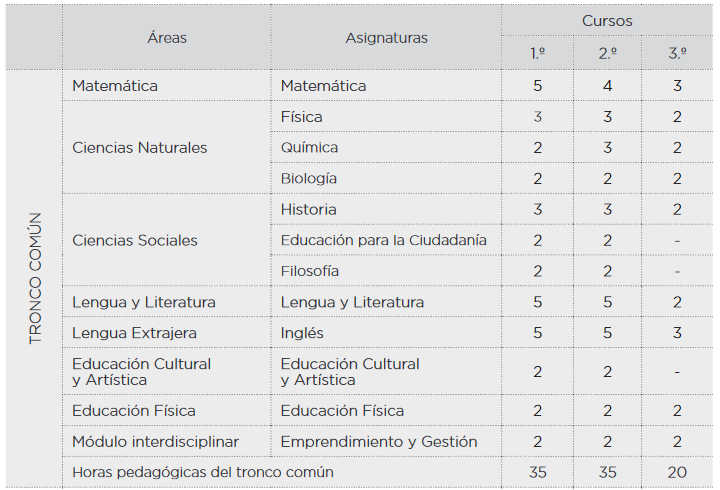 Áreas Asignaturas Cursos
1.º 2.º 3.º
TRONCO COMÚN
Matemática Matemática 5 4 3
Ciencias Naturales
Física 3 3 2
Química 2 3 2
Biología 2 2 2
Ciencias Sociales
Historia 3 3 2
Educación para la Ciudadanía 2 2 -
Filosofía 2 2 -
Lengua y Literatura Lengua y Literatura 5 5 2
Lengua Extrajera Inglés 5 5 3
Educación Cultural
y Artística
Educación Cultural
y Artística
2 2 -
Educación Física Educación Física 2 2 2
Módulo interdisciplinar Emprendimiento y Gestión 2 2 2
Horas pedagógicas del tronco común 35 35 20